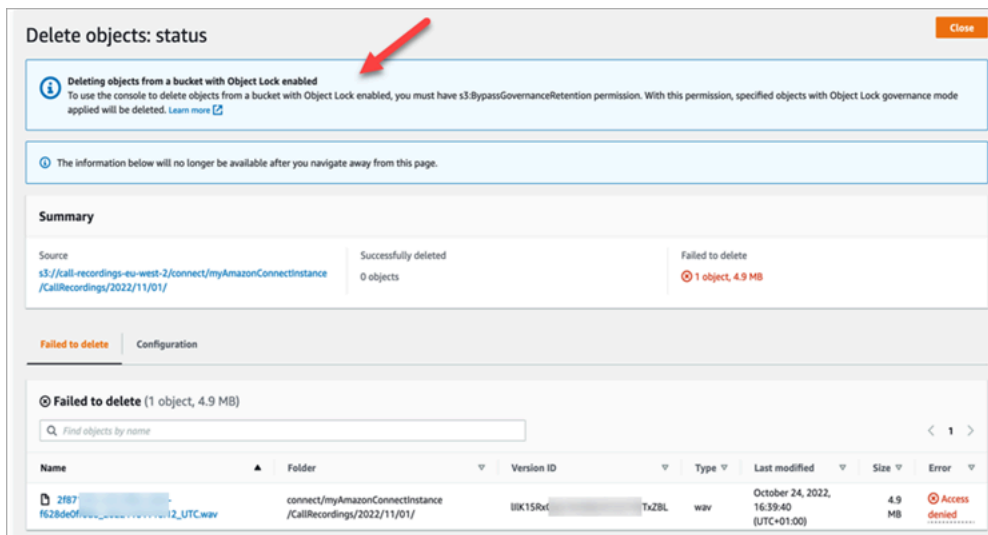 Delete objects: status
Close
Deleting objects from a bucket with Object Lock enabled
To use the console to delete objects from a bucket with Object Lock enabled, you must have s3:BypassGovernanceRetention permission. With this permission, specified objects with Object Lock governance mode
applied will be deleted. Learn more
The information below will no longer be available after you navigate away from this page.
Summary
Source
Successfully deleted
Failed to delete
s3://call-recordings-eu-west-2/connect/myAmazonConnectInstance
/CallRecordings/2022/11/01/
0 objects
1 object, 4.9 MB
Failed to delete
Configuration
Failed to delete (1 object, 4.9 MB)
Find objects by name
1
Name
Folder
Version ID
Type
Last modified
Size
Error
2f87
_UTC.wav
connect/myAmazonConnectInstance
/CallRecordings/2022/11/01/
TxZBL
wav
October 24, 2022,
16:39:40
(UTC+01:00)
4.9
MB
Access
denied